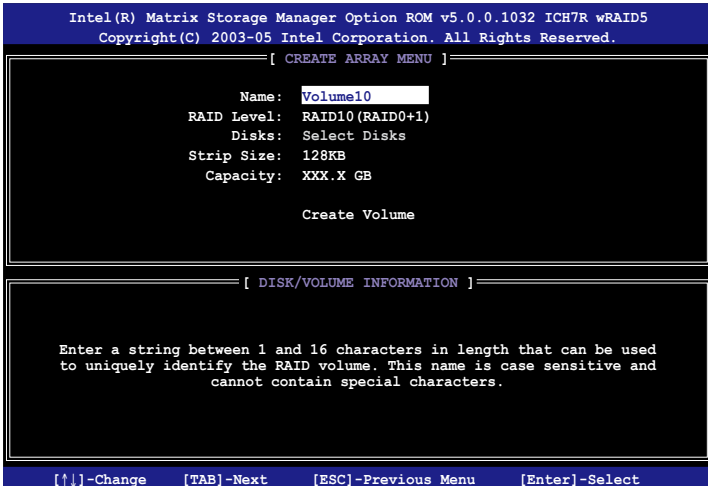 Intel(R) Matrix Storage Manager Option ROM v5.0.0.1032 ICH7R wRAID5
Copyright(C) 2003-05 Intel Corporation. All Rights Reserved.
[ CREATE ARRAY MENU ]
Name: Volume10
RAID Level: RAID10(RAID0+1)
Disks: Select Disks
Strip Size: 128KB
Capacity: XXX.X GB
Create Volume
[ DISK/VOLUME INFORMATION ]
Enter a string between 1 and 16 characters in length that can be used
to uniquely identify the RAID volume. This name is case sensitive and
cannot contain special characters.
[↑↓]-Change [TAB]-Next [ESC]-Previous Menu [Enter]-Select